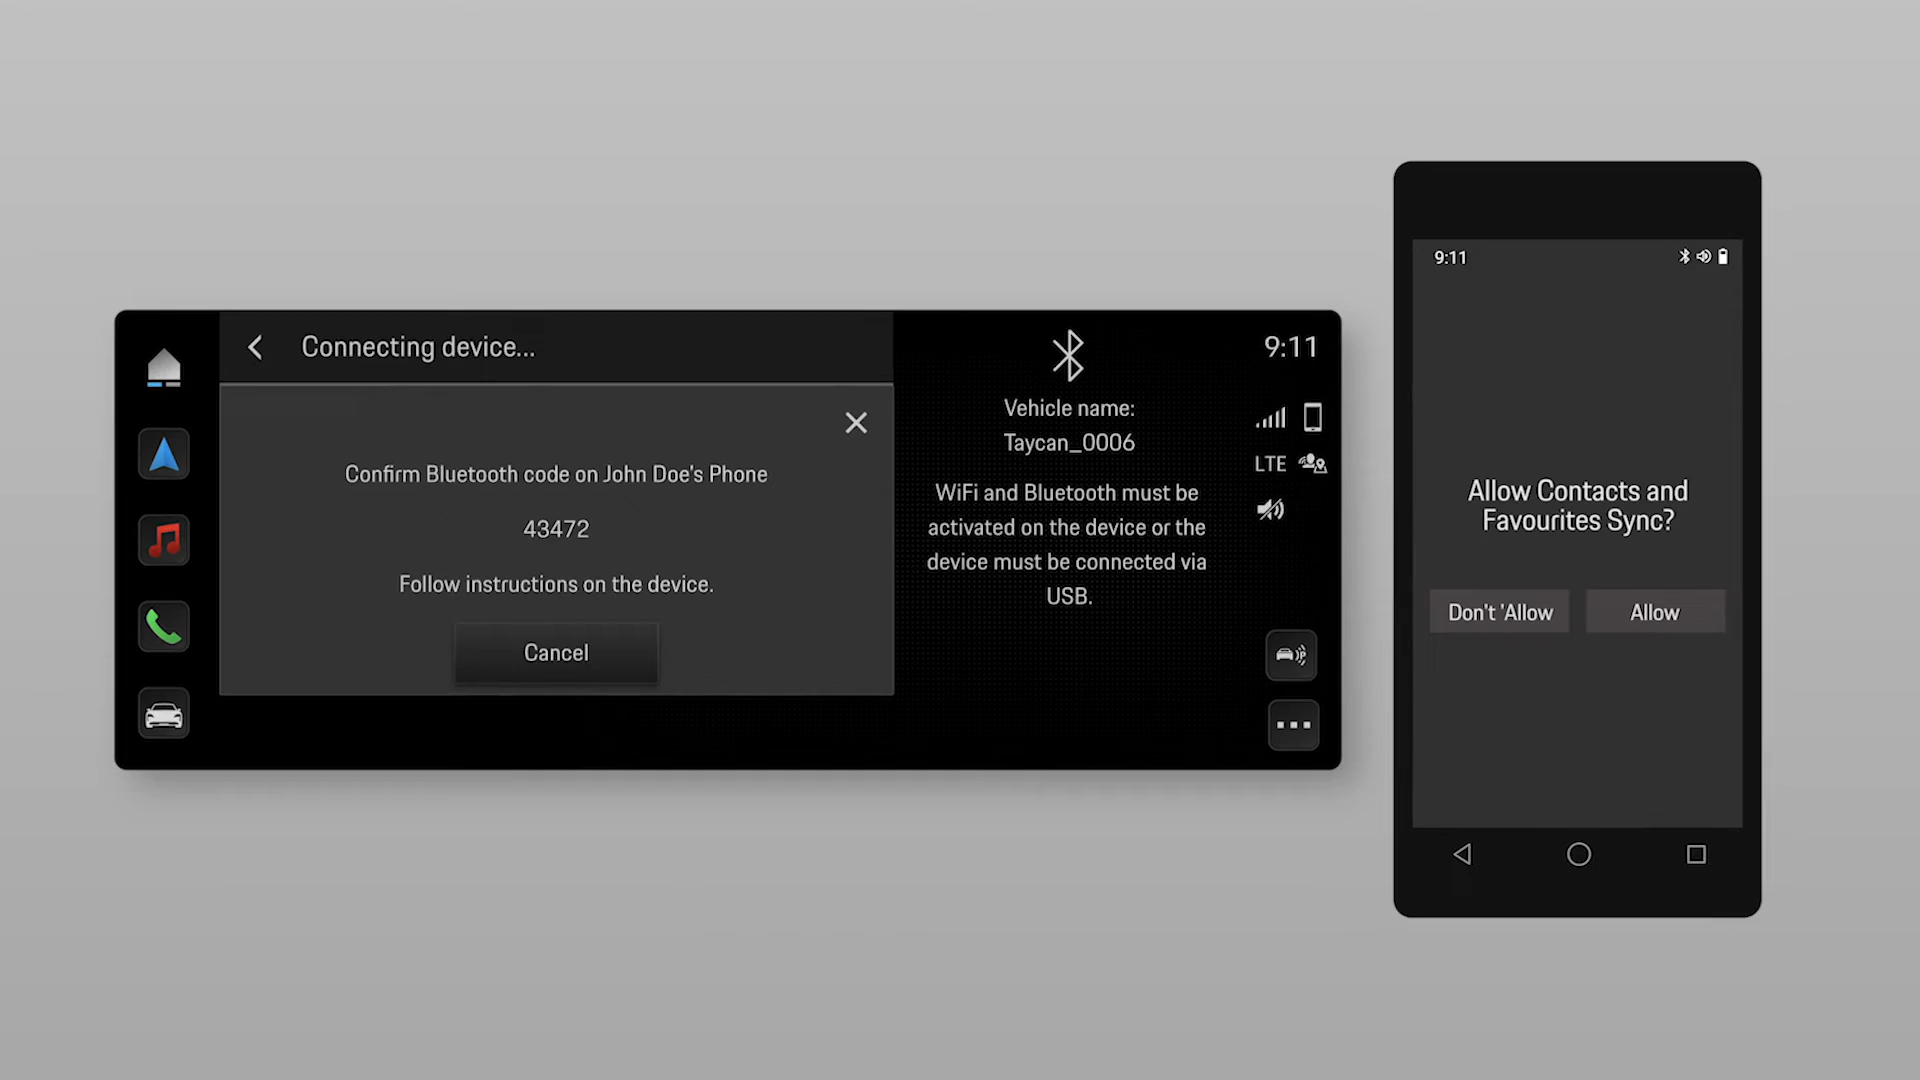 Connecting device...
Confirm Bluetooth code on John Doe's Phone
43472
Follow instructions on the device.
Cancel
Vehicle name:
Taycan_0006
WiFi and Bluetooth must be
activated on the device or the
device must be connected via
USB.
9:11
LTE
P
9:11
Allow Contacts and
Favourites Sync?
Don't 'Allow
Allow